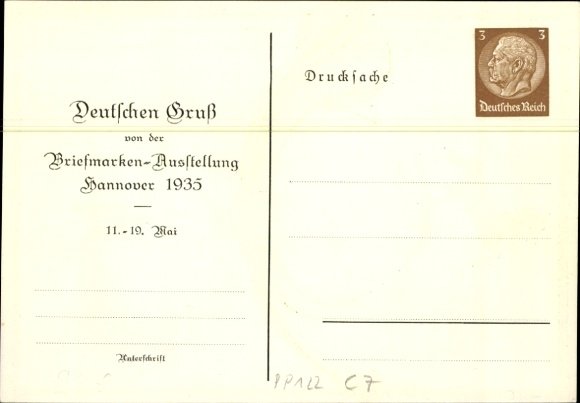 Deutschen Gruß
von der
Briefmarken-Ausstellung
Hannover 1935
11.-19. Mai
Unterschrift
Drucksache
3 3
Deutsches Reich
PP122 C7